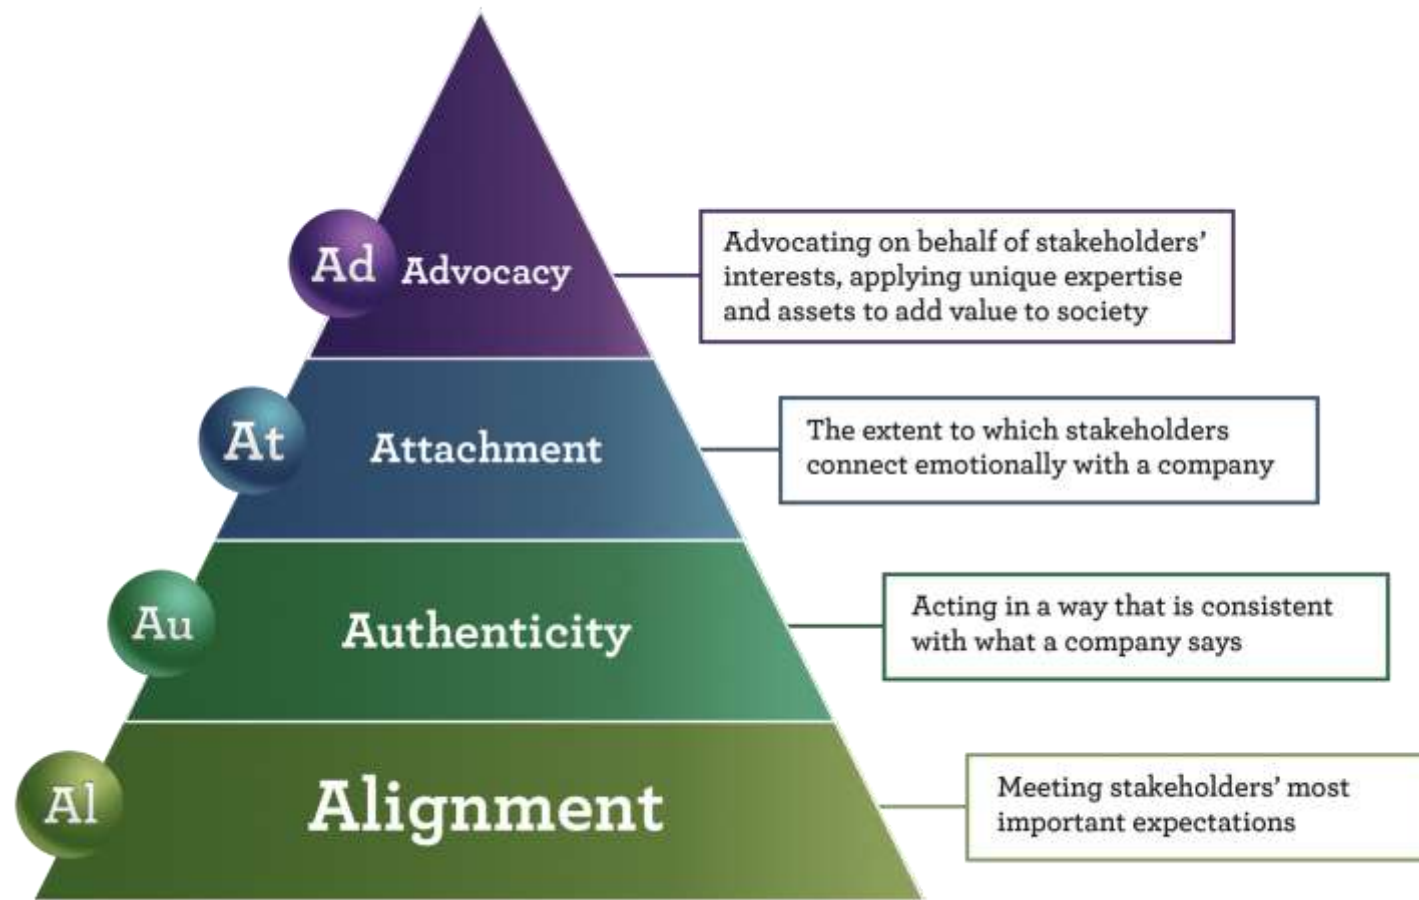 Ad
Advocacy
Advocating on behalf of stakeholders’
interests, applying unique expertise
and assets to add value to society
At
Attachment
The extent to which stakeholders
connect emotionally with a company
Au
Authenticity
Acting in a way that is consistent
with what a company says
Al
Alignment
Meeting stakeholders’ most
important expectations